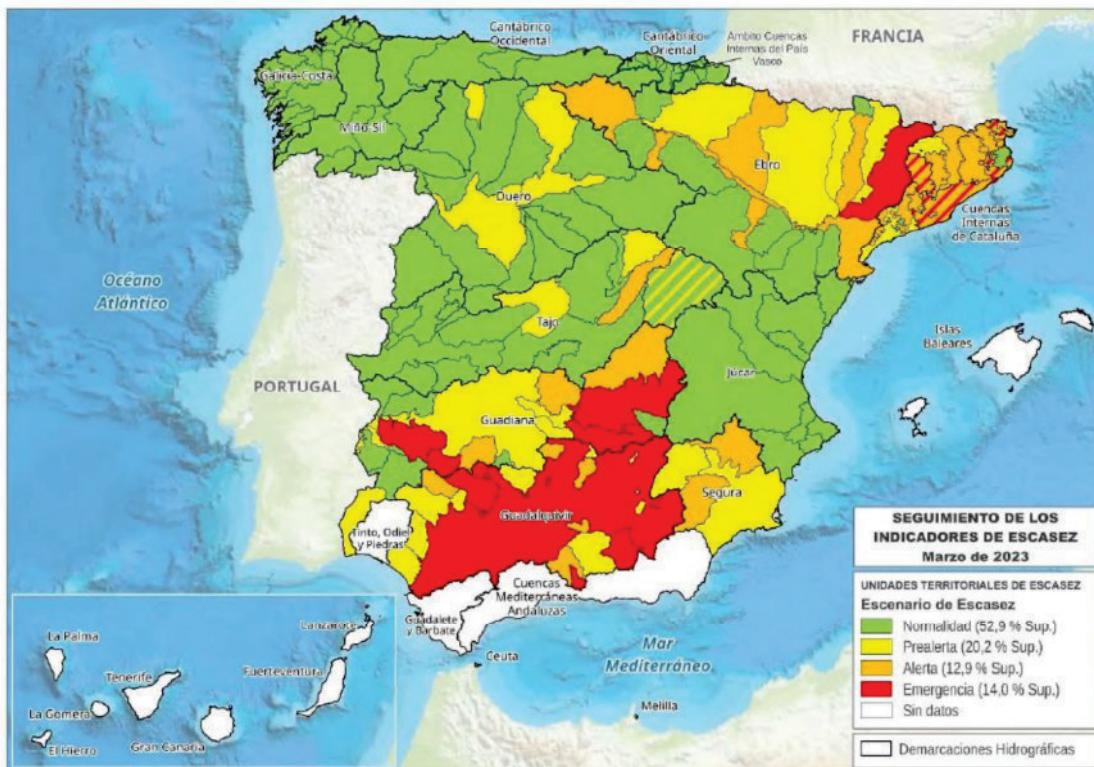 Cantábrico
Occidental
Cantábrico
Oriental
Ámbito Cuencas
Internas del País
Vasco
FRANCIA
Galicia-Costa
Miño-Sil
Ebro
Duero
Cuencas
Internas
de Cataluña
Océano
Atlántico
Tajo
Islas
Baleares
PORTUGAL
Júcar
Guadiana
Segura
Guadalquivir
Tinto, Odiel
y Piedras
Cuencas
Mediterráneas
Andaluzas
Guadalete
y Barbate
Ceuta
Mar
Mediterráneo
Melilla
SEGUIMIENTO DE LOS
INDICADORES DE ESCASEZ
Marzo de 2023
UNIDADES TERRITORIALES DE ESCASEZ
Escenario de Escasez
Normalidad (52,9 % Sup.)
Prealerta (20,2 % Sup.)
Alerta (12,9 % Sup.)
Emergencia (14,0 % Sup.)
Sin datos
Demarcaciones Hidrográficas
Lanzarote
La Palma
Fuerteventura
Tenerife
La Gomera
El Hierro
Gran Canaria